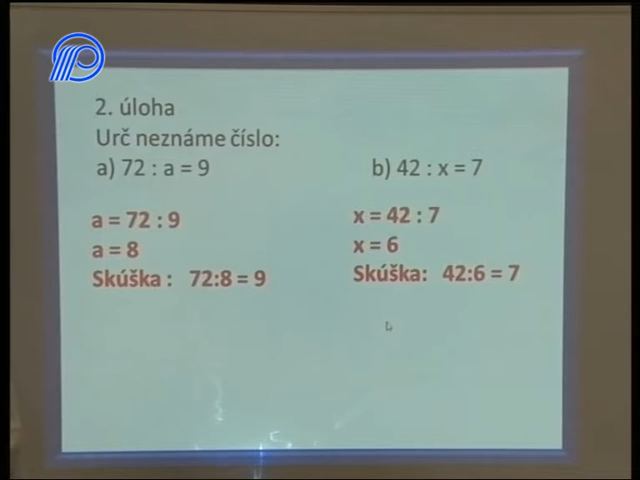 2. úloha
Urč neznáme číslo:
a) 72 : a = 9
b) 42 : x = 7
a = 72 : 9
a = 8
Skúška : 72:8 = 9
x = 42 : 7
x = 6
Skúška: 42:6 = 7